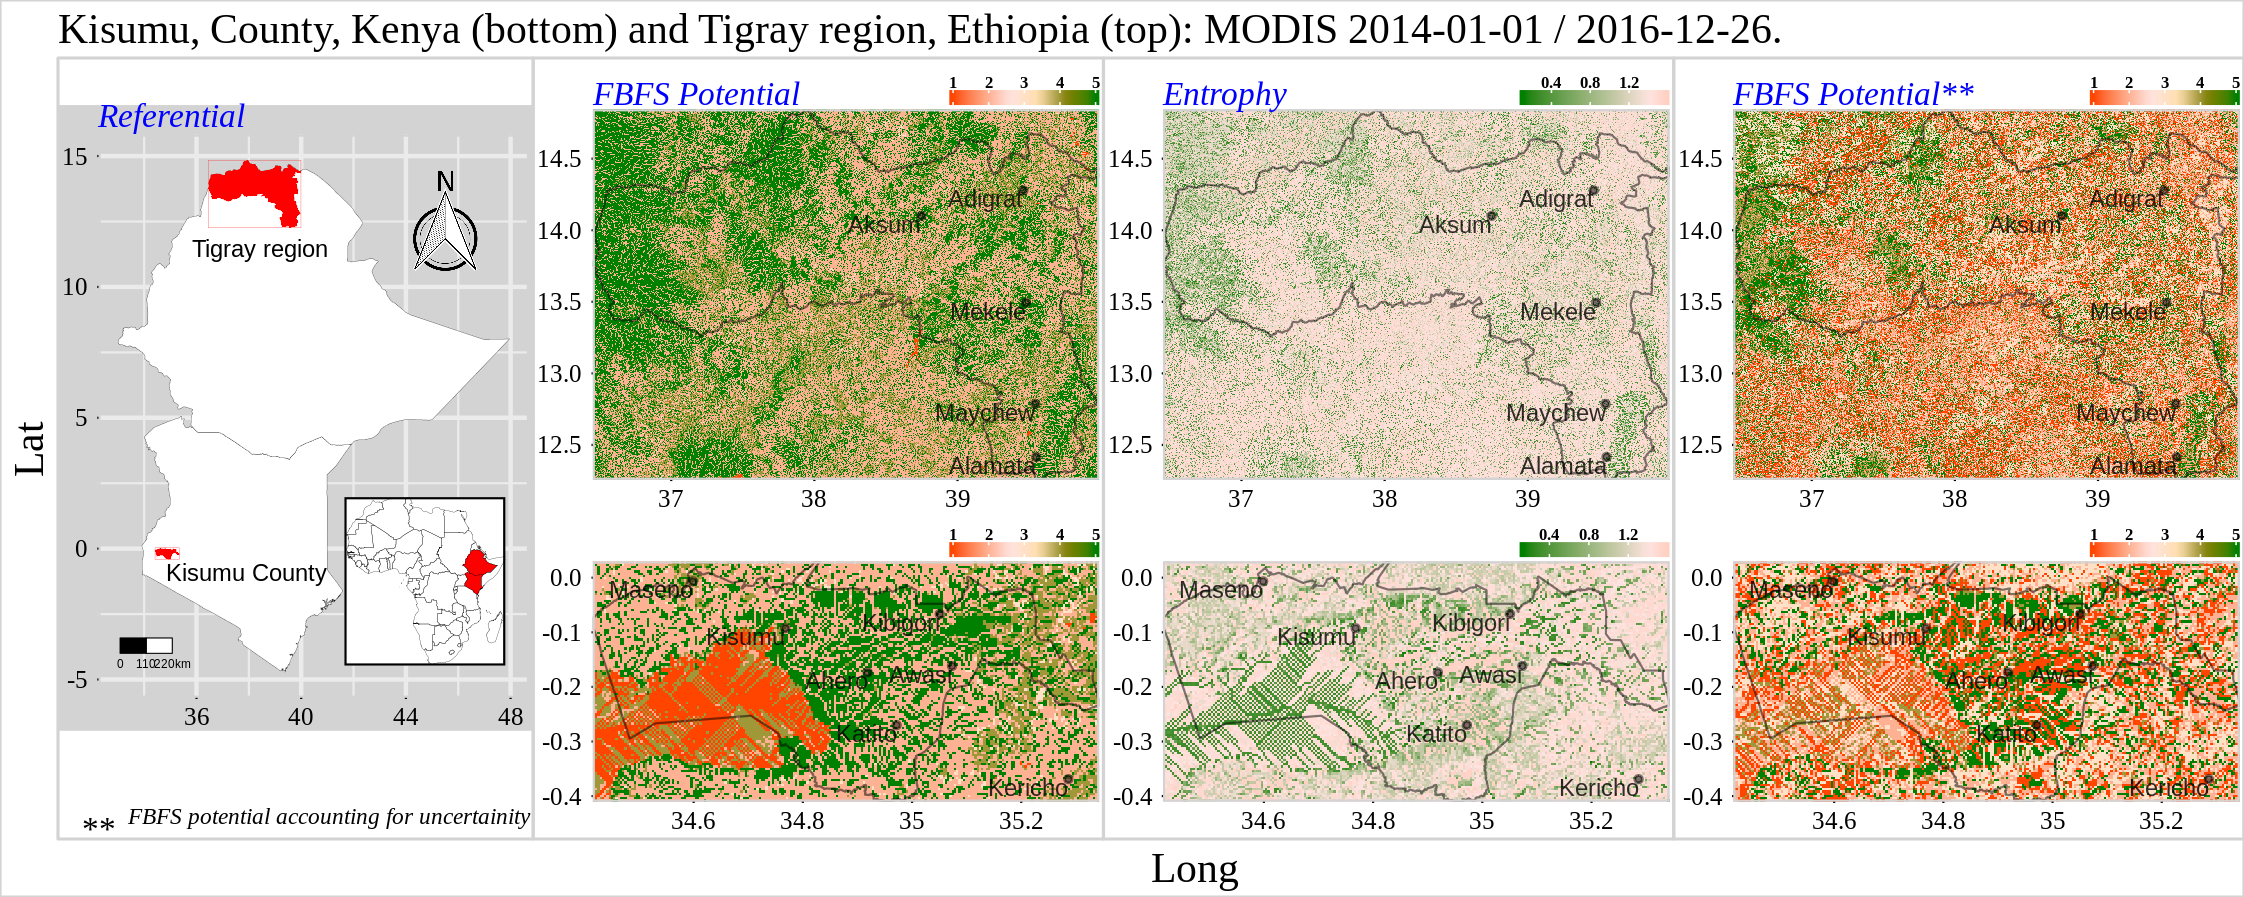 Kisumu, County, Kenya (bottom) and Tigray region, Ethiopia (top): MODIS 2014-01-01 / 2016-12-26.
Lat
Referential
15
10
5
0
-5
36 40 44 48
N
Tigray region
Kisumu County
0 110 220km
** FBFS potential accounting for uncertainity
FBFS Potential
1 2 3 4 5
14.5
14.0
13.5
13.0
12.5
Adigrat
Aksum
Mekele
Maychew
Alamata
37 38 39
Entrophy
0.4 0.8 1.2
14.5
14.0
13.5
13.0
12.5
Adigrat
Aksum
Mekele
Maychew
Alamata
37 38 39
FBFS Potential**
1 2 3 4 5
14.5
14.0
13.5
13.0
12.5
Adigrat
Aksum
Mekele
Maychew
Alamata
37 38 39
1 2 3 4 5
0.0
-0.1
-0.2
-0.3
-0.4
Maseno
Kisumu
Kibigori
Ahero
Awasi
Katito
Kericho
34.6 34.8 35 35.2
0.4 0.8 1.2
0.0
-0.1
-0.2
-0.3
-0.4
Maseno
Kisumu
Kibigori
Ahero
Awasi
Katito
Kericho
34.6 34.8 35 35.2
1 2 3 4 5
0.0
-0.1
-0.2
-0.3
-0.4
Maseno
Kisumu
Kibigori
Ahero
Awasi
Katito
Kericho
34.6 34.8 35 35.2
Long